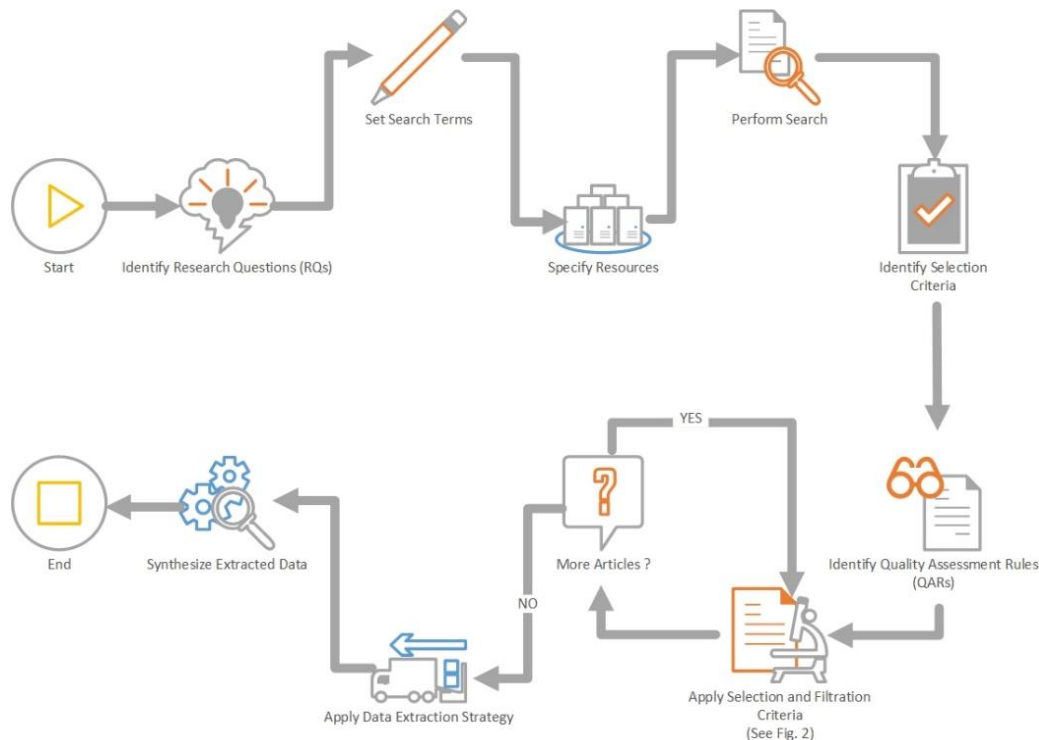 Set Search Terms
Perform Search
Start
Identify Research Questions (RQs)
Specify Resources
Identify Selection
Criteria
YES
End
Synthesize Extracted Data
More Articles ?
Identify Quality Assessment Rules
(QARs)
NO
Apply Data Extraction Strategy
Apply Selection and Filtration
Criteria
(See Fig. 2)